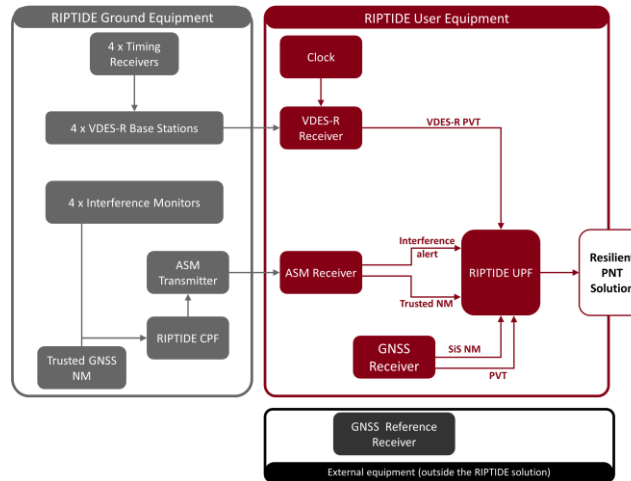 RIPTIDE Ground Equipment
4 x Timing
Receivers
4 x VDES-R Base Stations
4 x Interference Monitors
ASM
Transmitter
RIPTIDE CPF
Trusted GNSS
NM
RIPTIDE User Equipment
Clock
VDES-R
Receiver
VDES-R PVT
ASM Receiver
Interference
alert
Trusted NM
RIPTIDE UPF
GNSS
Receiver
SiS NM
PVT
Resilient
PNT
Solution
GNSS Reference
Receiver
External equipment (outside the RIPTIDE solution)